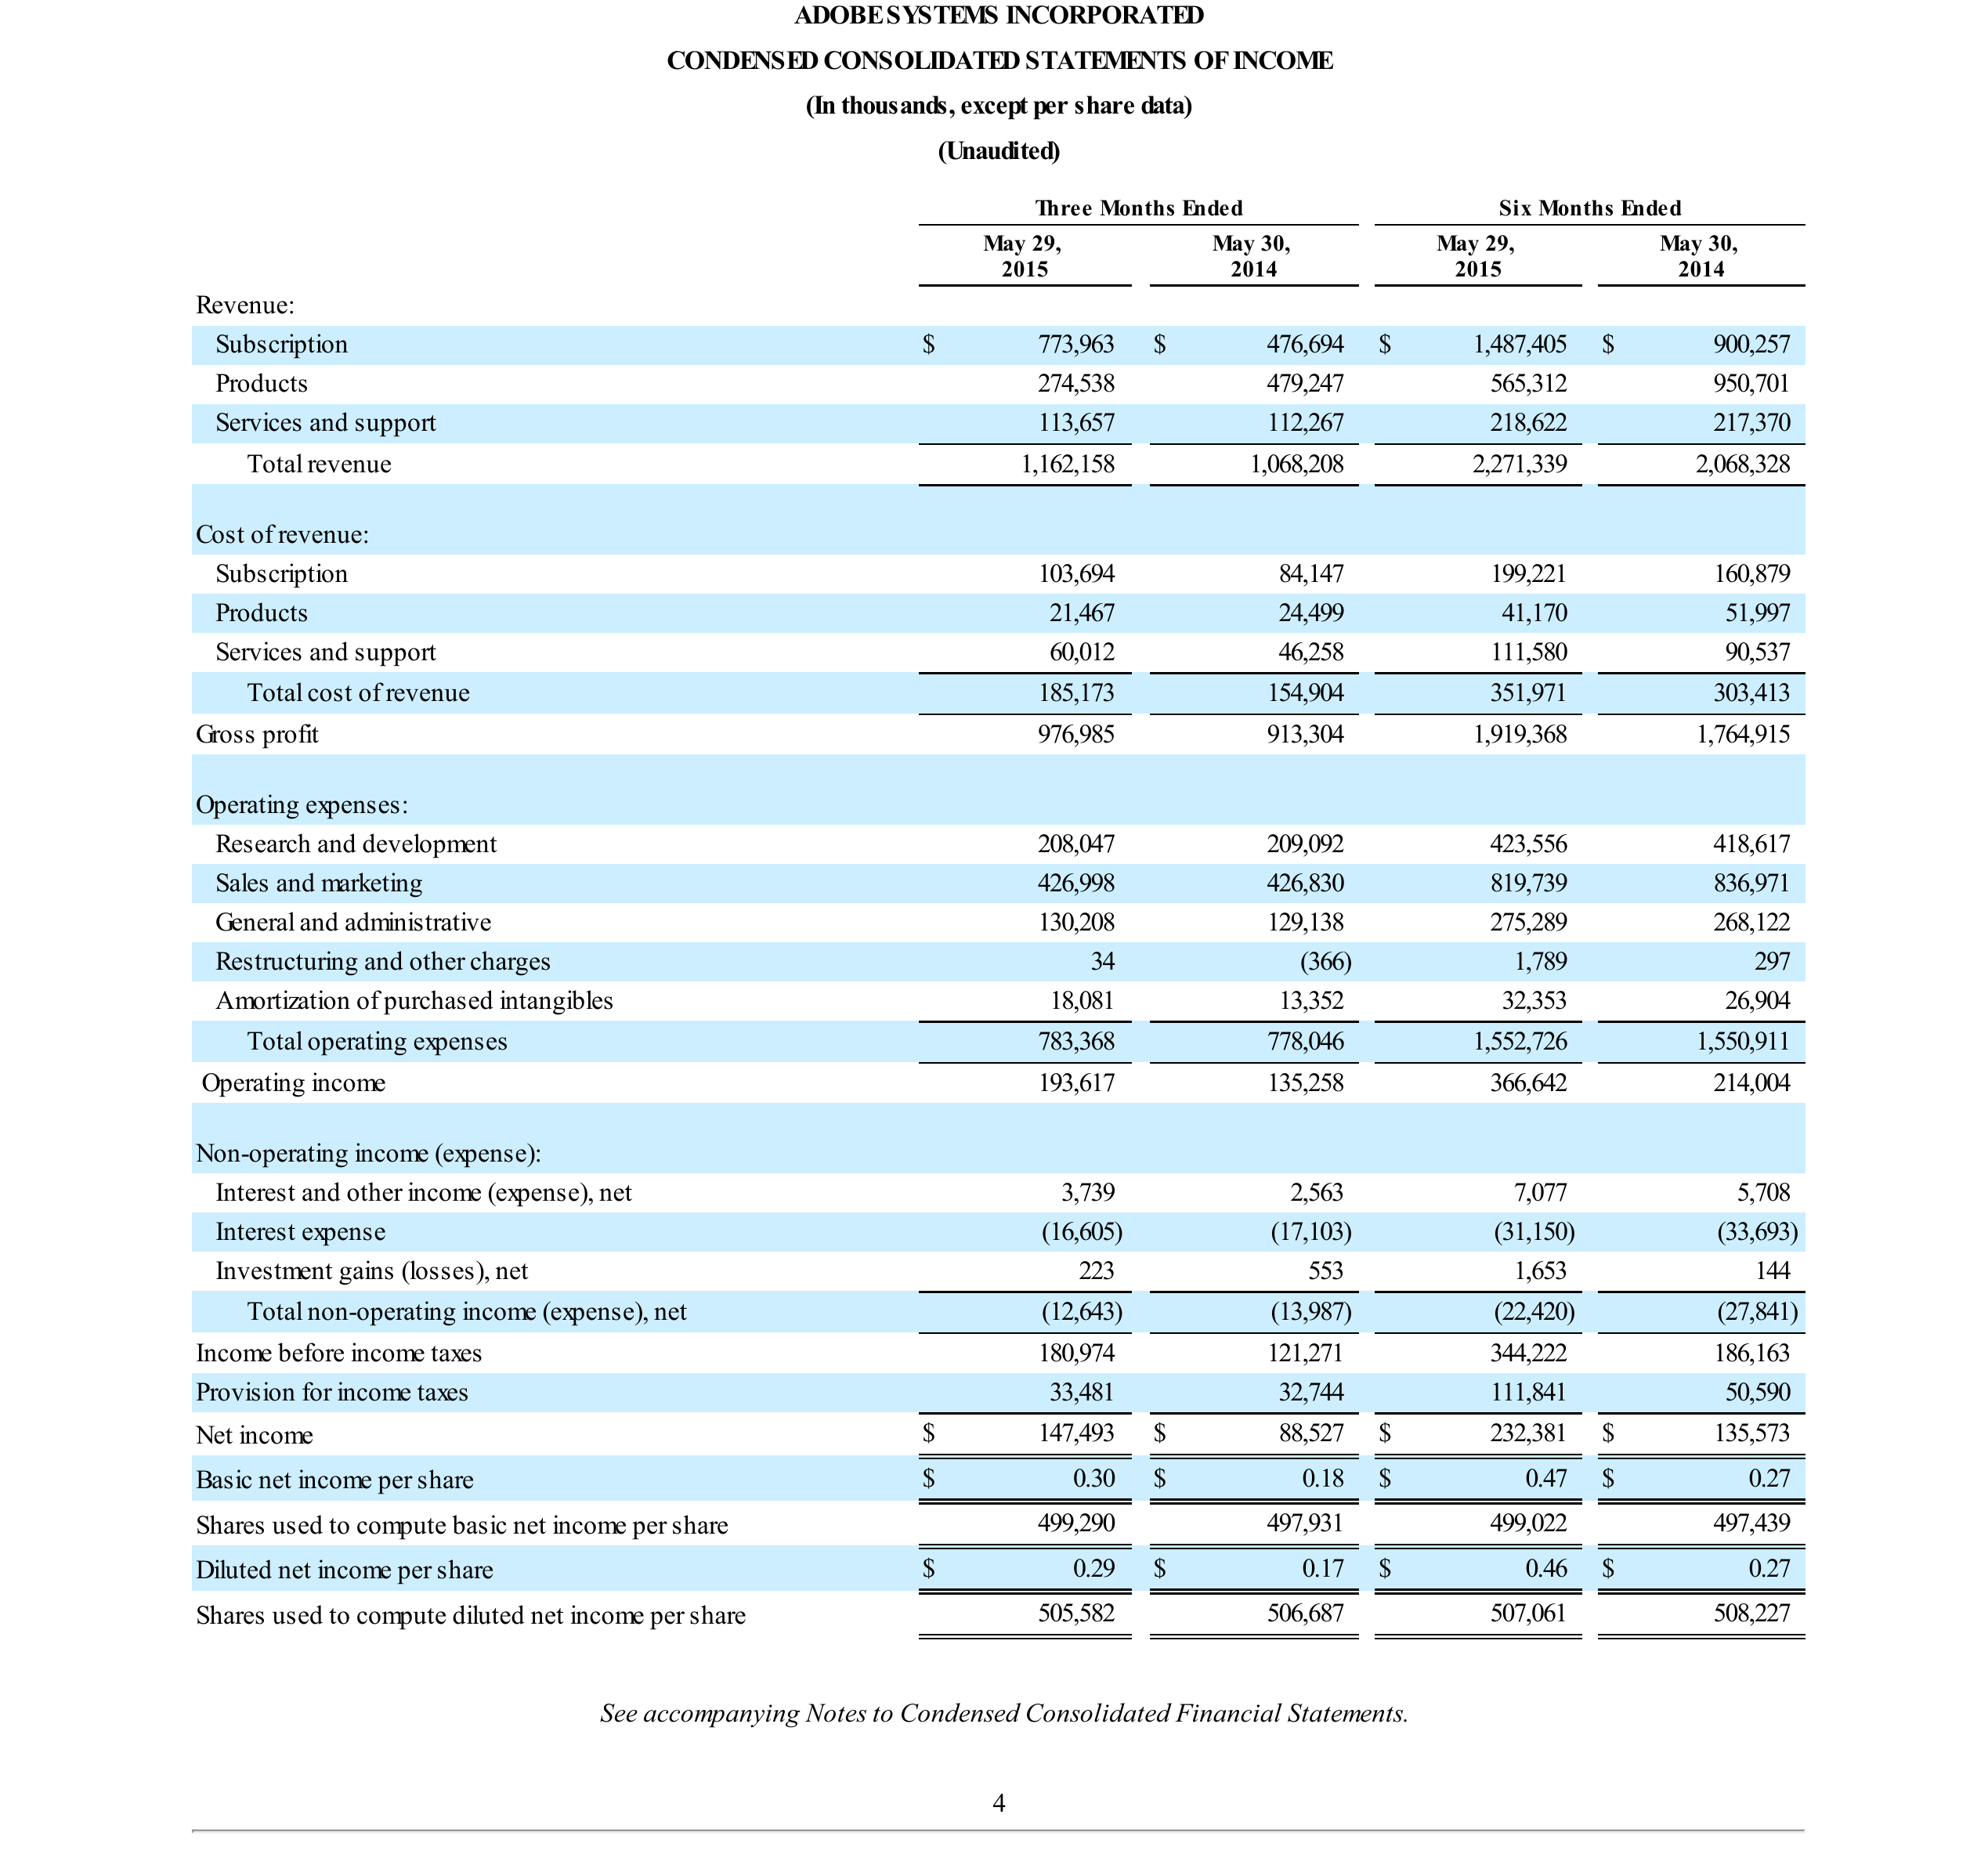 ADOBE SYSTEMS INCORPORATED
CONDENSED CONSOLIDATED STATEMENTS OF INCOME
(In thousands, except per share data)
(Unaudited)
Three Months Ended Six Months Ended
May 29, 2015 May 30, 2014 May 29, 2015 May 30, 2014
Revenue:
Subscription $ 773,963 $ 476,694 $ 1,487,405 $ 900,257
Products 274,538 479,247 565,312 950,701
Services and support 113,657 112,267 218,622 217,370
Total revenue 1,162,158 1,068,208 2,271,339 2,068,328
Cost of revenue:
Subscription 103,694 84,147 199,221 160,879
Products 21,467 24,499 41,170 51,997
Services and support 60,012 46,258 111,580 90,537
Total cost of revenue 185,173 154,904 351,971 303,413
Gross profit 976,985 913,304 1,919,368 1,764,915
Operating expenses:
Research and development 208,047 209,092 423,556 418,617
Sales and marketing 426,998 426,830 819,739 836,971
General and administrative 130,208 129,138 275,289 268,122
Restructuring and other charges 34 (366) 1,789 297
Amortization of purchased intangibles 18,081 13,352 32,353 26,904
Total operating expenses 783,368 778,046 1,552,726 1,550,911
Operating income 193,617 135,258 366,642 214,004
Non-operating income (expense):
Interest and other income (expense), net 3,739 2,563 7,077 5,708
Interest expense (16,605) (17,103) (31,150) (33,693)
Investment gains (losses), net 223 553 1,653 144
Total non-operating income (expense), net (12,643) (13,987) (22,420) (27,841)
Income before income taxes 180,974 121,271 344,222 186,163
Provision for income taxes 33,481 32,744 111,841 50,590
Net income $ 147,493 $ 88,527 $ 232,381 $ 135,573
Basic net income per share $ 0.30 $ 0.18 $ 0.47 $ 0.27
Shares used to compute basic net income per share 499,290 497,931 499,022 497,439
Diluted net income per share $ 0.29 $ 0.17 $ 0.46 $ 0.27
Shares used to compute diluted net income per share 505,582 506,687 507,061 508,227
See accompanying Notes to Condensed Consolidated Financial Statements.
4